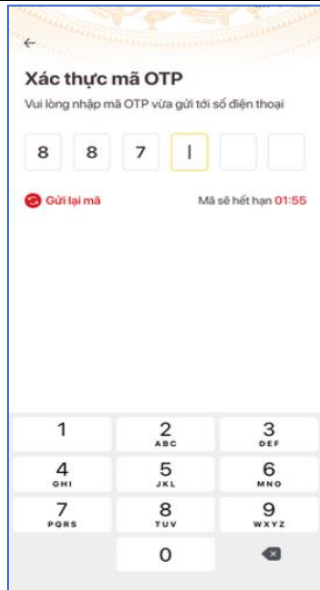 Xác thực mã OTP
Vui lòng nhập mã OTP vừa gửi tới số điện thoại
8 8 7
Gửi lại mã Mã sẽ hết hạn 01:55
1 2 3
ABC DEF
4 5 6
GHI JKL MNO
7 8 9
PQRS TUV WXYZ
0